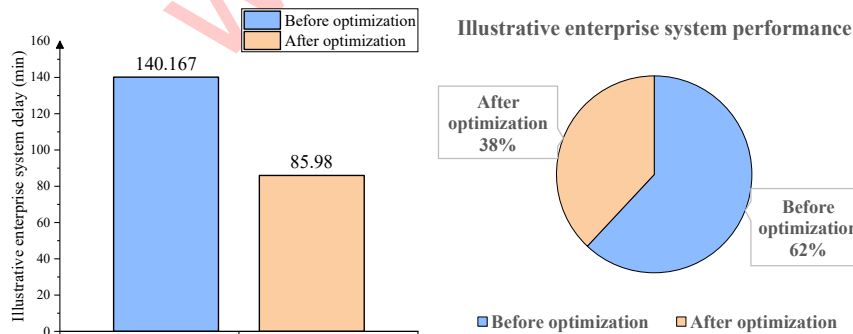 Before optimization
After optimization
Illustrative enterprise system delay (min)
160
140
120
100
80
60
40
20
0
140.167
85.98
Illustrative enterprise system performance
After
optimization
38%
Before
optimization
62%
Before optimization
After optimization